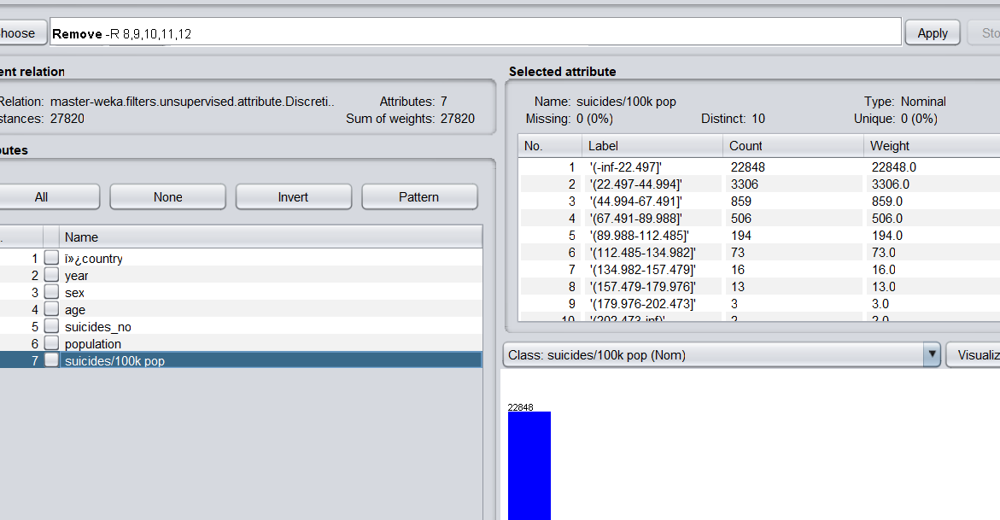 hoose Remove -R 8,9,10,11,12 Apply Sto
ent relation
Relation: master-weka.filters.unsupervised.attribute.Discreti.. Attributes: 7
stances: 27820 Sum of weights: 27820
butes
All None Invert Pattern
. Name
1 ï»¿country
2 year
3 sex
4 age
5 suicides_no
6 population
7 suicides/100k pop
Selected attribute
Name: suicides/100k pop Type: Nominal
Missing: 0 (0%) Distinct: 10 Unique: 0 (0%)
No. Label Count Weight
1 '(-inf-22.497]' 22848 22848.0
2 '(22.497-44.994]' 3306 3306.0
3 '(44.994-67.491]' 859 859.0
4 '(67.491-89.988]' 506 506.0
5 '(89.988-112.485]' 194 194.0
6 '(112.485-134.982]' 73 73.0
7 '(134.982-157.479]' 16 16.0
8 '(157.479-179.976]' 13 13.0
9 '(179.976-202.473]' 3 3.0
10 '(202.473-inf)' 2 2.0
Class: suicides/100k pop (Nom) Visualiz
22848